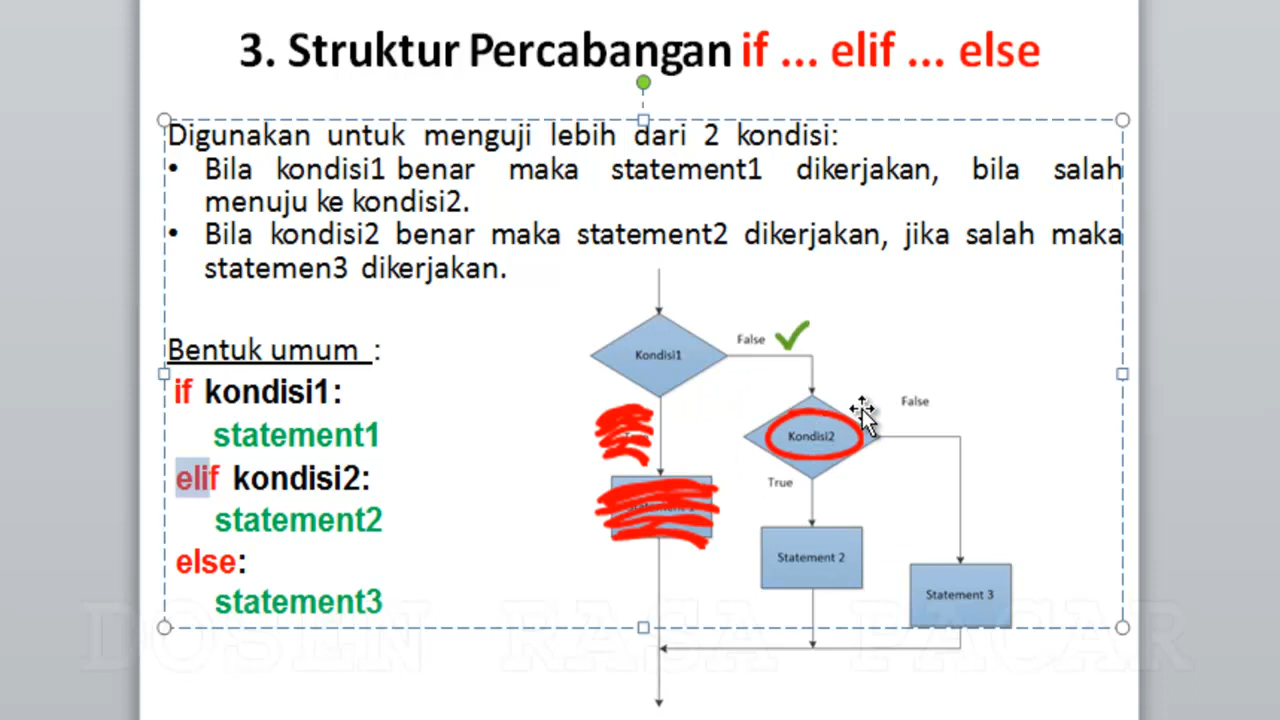 3. Struktur Percabangan if ... elif ... else
Digunakan untuk menguji lebih dari 2 kondisi:
• Bila kondisi1 benar maka statement1 dikerjakan, bila salah
menuju ke kondisi2.
• Bila kondisi2 benar maka statement2 dikerjakan, jika salah maka
statemen3 dikerjakan.
Bentuk umum :
if kondisi1:
statement1
elif kondisi2:
statement2
else:
statement3
Kondisi1
False
Kondisi2
False
True
Statement 2
Statement 3
DOSEN RASA PACAR